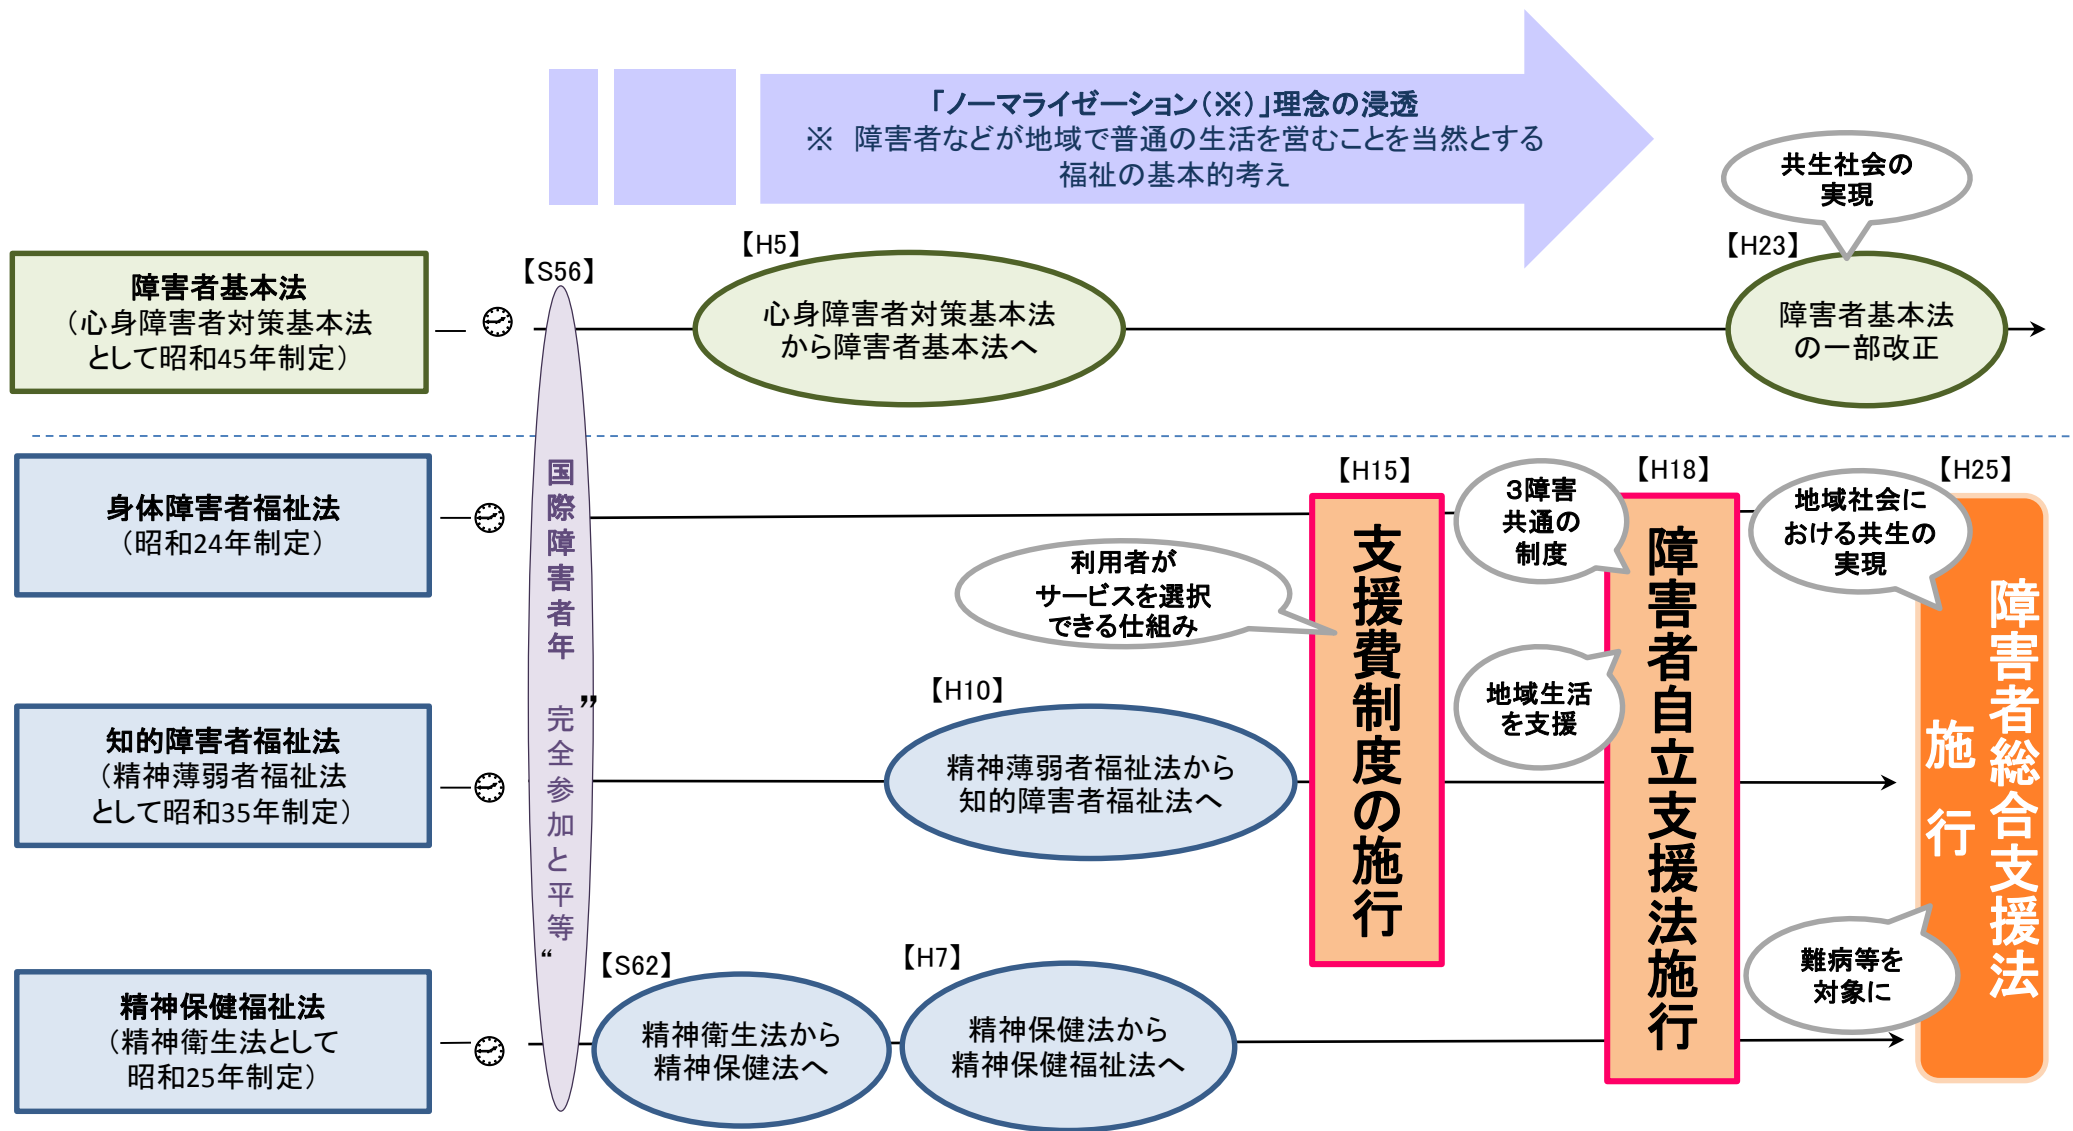 「ノーマライゼーション(※)」理念の浸透
※　障害者などが地域で普通の生活を営むことを当然とする
福祉の基本的考え
共生社会の
実現
【H5】
【H23】
【S56】
障害者基本法
（心身障害者対策基本法
として昭和45年制定）
心身障害者対策基本法
から障害者基本法へ
障害者基本法
の一部改正
国際障害者年　”完全参加と平等“
身体障害者福祉法
（昭和24年制定）
【H15】
【H18】
【H25】
利用者が
サービスを選択
できる仕組み
支援費制度の施行
３障害
共通の
制度
地域生活
を支援
障害者自立支援法施行
地域社会に
おける共生の
実現
障害者総合支援法
施行
難病等を
対象に
知的障害者福祉法
（精神薄弱者福祉法
として昭和35年制定）
【H10】
精神薄弱者福祉法から
知的障害者福祉法へ
精神保健福祉法
（精神衛生法として
昭和25年制定）
【S62】
精神衛生法から
精神保健法へ
【H7】
精神保健法から
精神保健福祉法へ